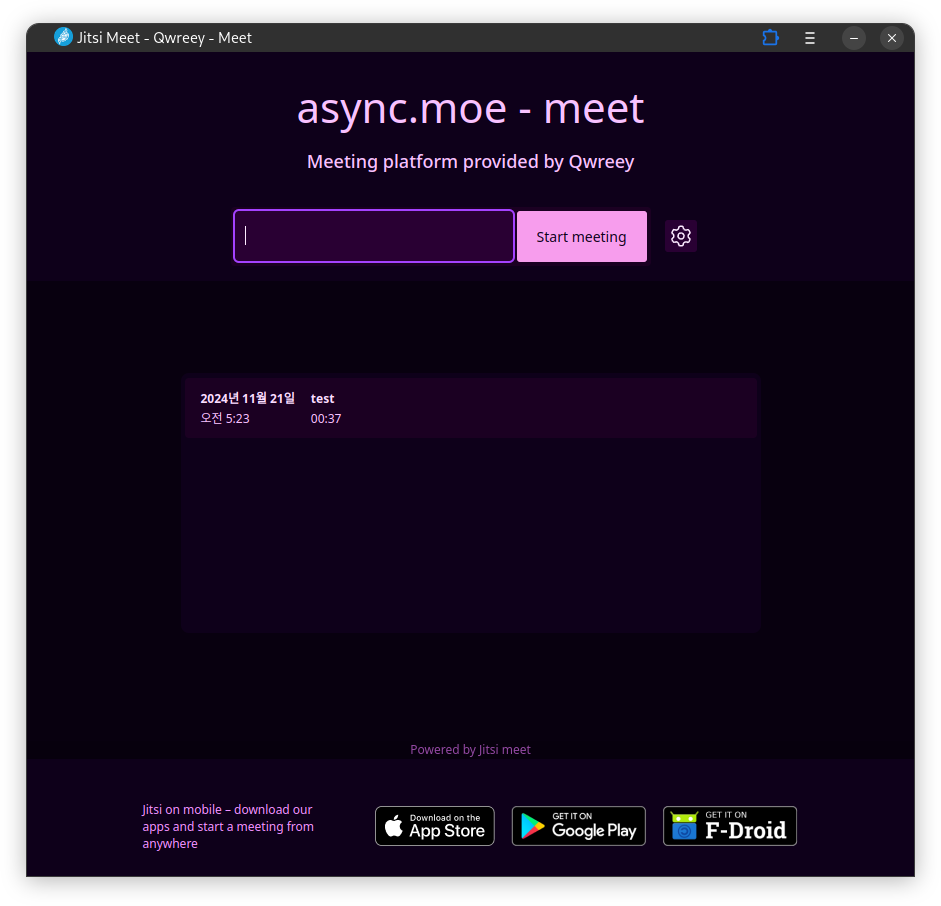 Jitsi Meet - Qwreey - Meet
async.moe - meet
Meeting platform provided by Qwreey
Start meeting
2024년 11월 21일 test
오전 5:23 00:37
Powered by Jitsi meet
Jitsi on mobile – download our
apps and start a meeting from
anywhere
Download on the
App Store
GET IT ON
Google Play
GET IT ON
F-Droid